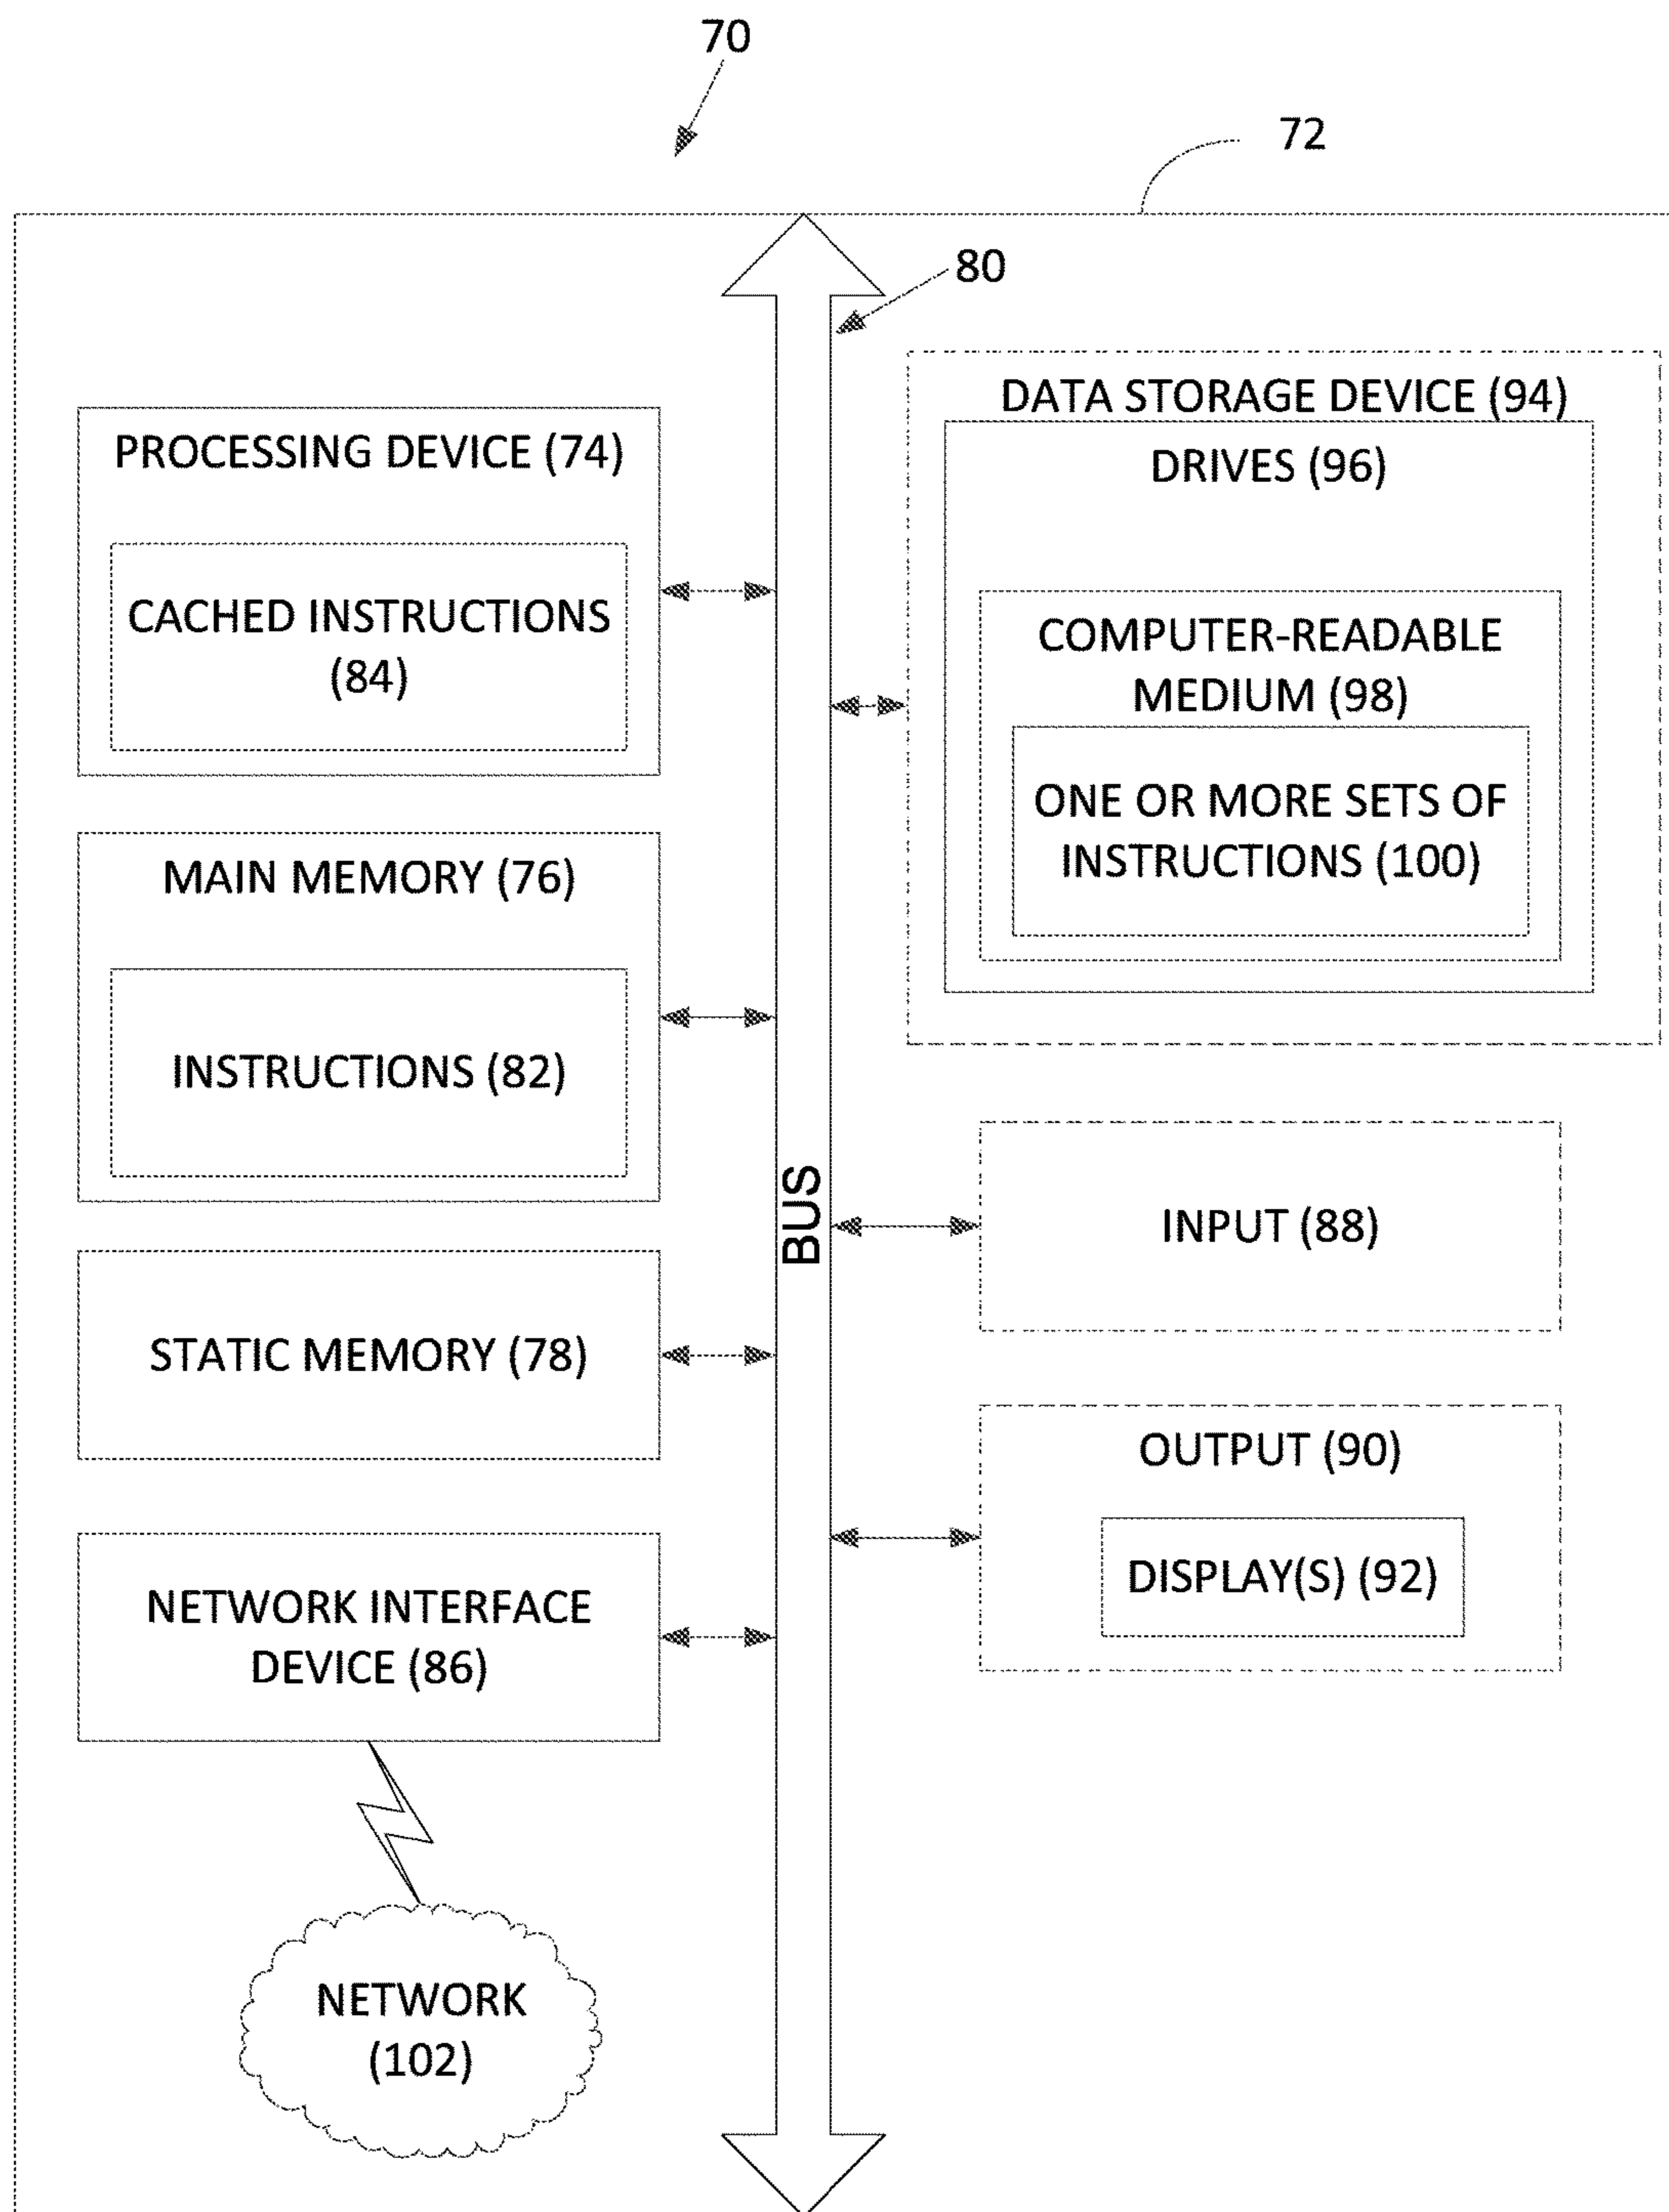 70
72
80
PROCESSING DEVICE (74)
CACHED INSTRUCTIONS
(84)
MAIN MEMORY (76)
INSTRUCTIONS (82)
STATIC MEMORY (78)
NETWORK INTERFACE
DEVICE (86)
NETWORK
(102)
BUS
DATA STORAGE DEVICE (94)
DRIVES (96)
COMPUTER-READABLE
MEDIUM (98)
ONE OR MORE SETS OF
INSTRUCTIONS (100)
INPUT (88)
OUTPUT (90)
DISPLAY(S) (92)